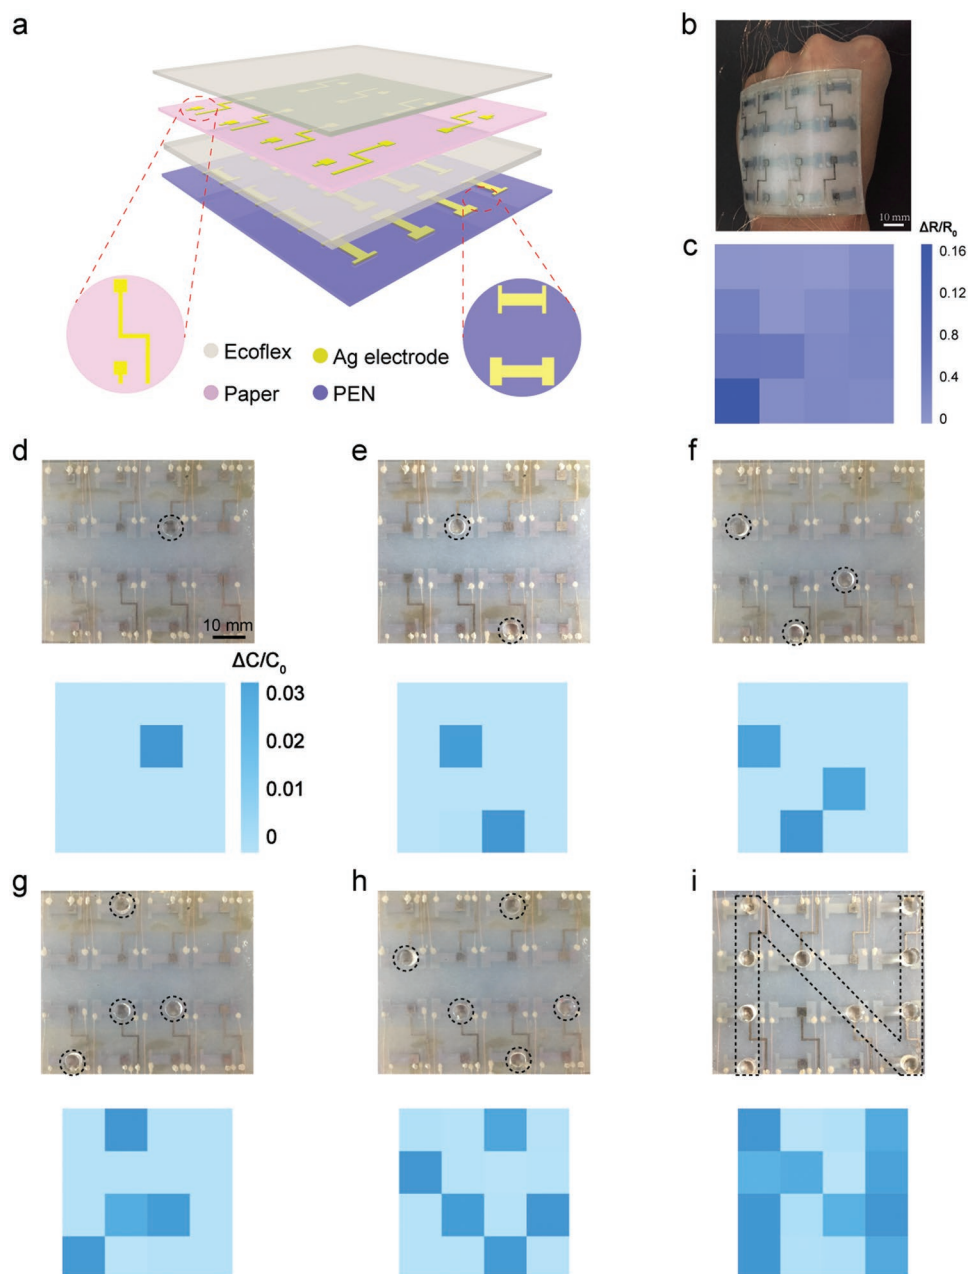 a
b
Ecoflex
Ag electrode
Paper
PEN
10 mm
c
ΔR/R₀
0.16
0.12
0.8
0.4
0
d
e
f
10 mm
ΔC/C₀
0.03
0.02
0.01
0
g
h
i